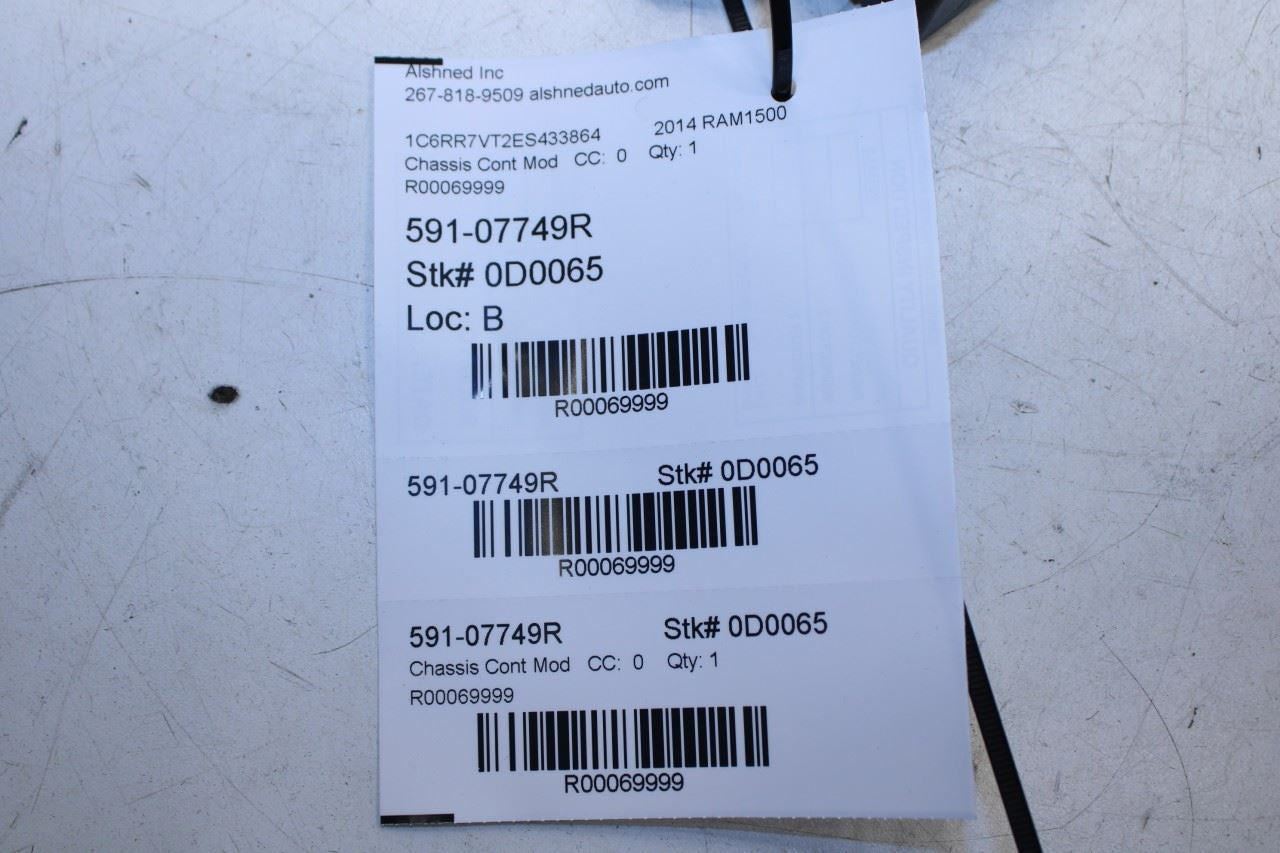 Alshned Inc
267-818-9509 alshnedauto.com
1C6RR7VT2ES433864 2014 RAM1500
Chassis Cont Mod CC: 0 Qty: 1
R00069999
591-07749R
Stk# 0D0065
Loc: B
R00069999
591-07749R Stk# 0D0065
R00069999
591-07749R Stk# 0D0065
Chassis Cont Mod CC: 0 Qty: 1
R00069999
R00069999